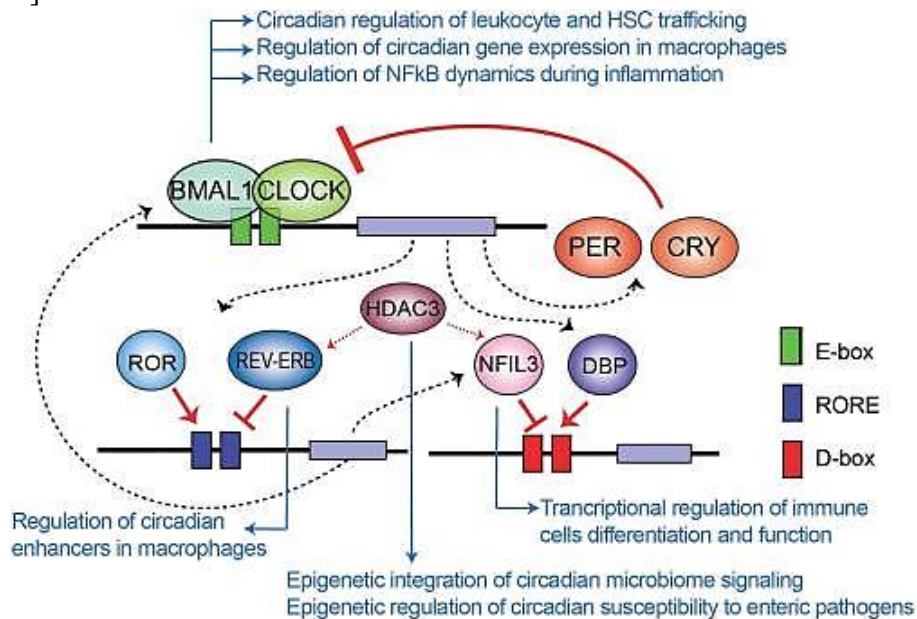 ]
Circadian regulation of leukocyte and HSC trafficking
Regulation of circadian gene expression in macrophages
Regulation of NFkB dynamics during inflammation
BMAL1
CLOCK
PER
CRY
HDAC3
ROR
REV-ERB
NFIL3
DBP
E-box
RORE
D-box
Regulation of circadian
enhancers in macrophages
Trancriptional regulation of immune
cells differentiation and function
Epigenetic integration of circadian microbiome signaling
Epigenetic regulation of circadian susceptibility to enteric pathogens